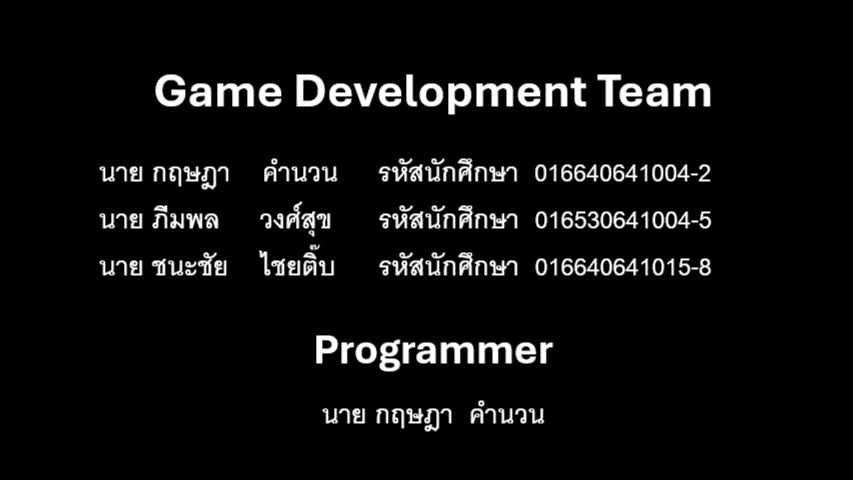 Game Development Team
นาย กฤษฎา คำนวน รหัสนักศึกษา 016640641004-2
นาย ภีมพล วงศ์สุข รหัสนักศึกษา 016530641004-5
นาย ชนะชัย ไชยติ๊บ รหัสนักศึกษา 016640641015-8
Programmer
นาย กฤษฎา คำนวน